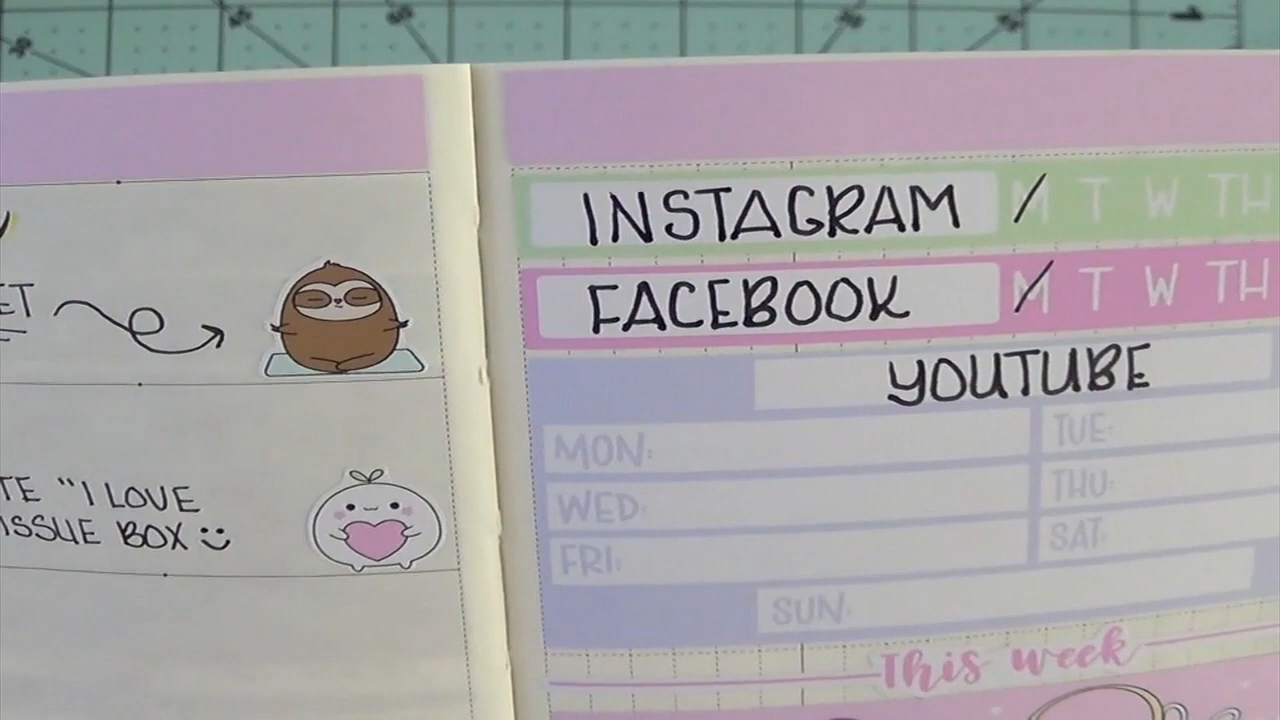 ET
TE "I LOVE
ISSUE BOX
INSTAGRAM M T W TH
FACEBOOK M T W TH
YOUTUBE
MON: TUE:
WED: THU:
FRI: SAT:
SUN:
This week